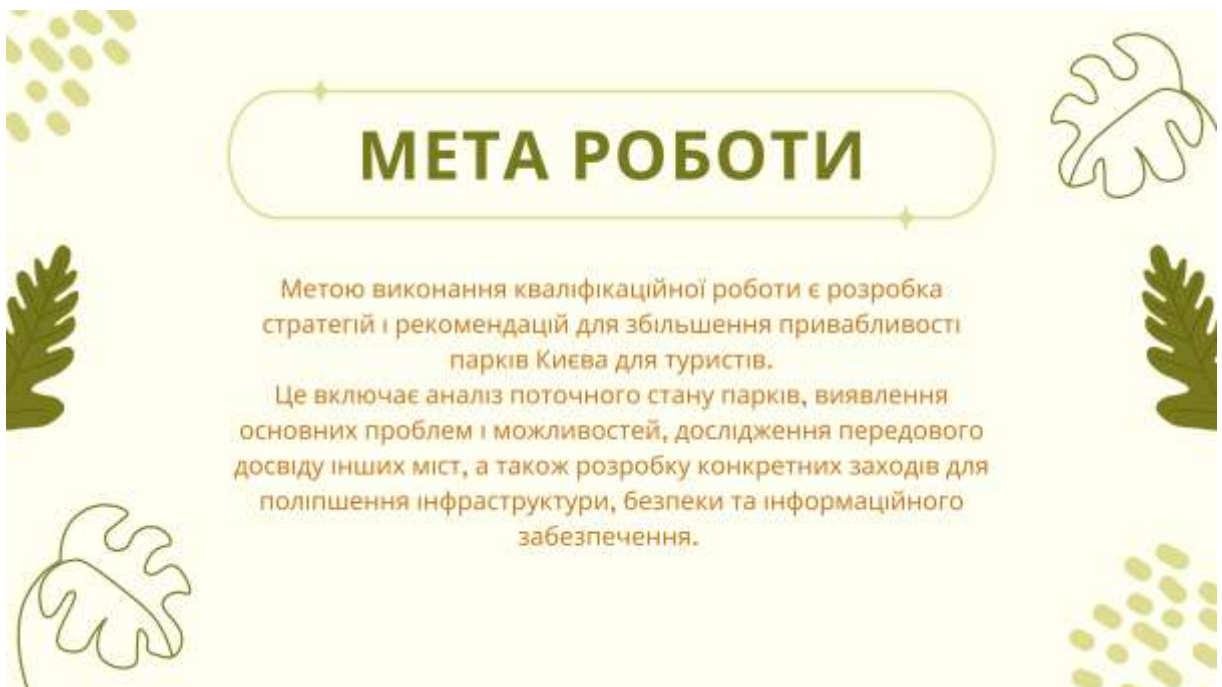 МЕТА РОБОТИ
Метою виконання кваліфікаційної роботи є розробка
стратегій і рекомендацій для збільшення привабливості
парків Києва для туристів.
Це включає аналіз поточного стану парків, виявлення
основних проблем і можливостей, дослідження передового
досвіду інших міст, а також розробку конкретних заходів для
поліпшення інфраструктури, безпеки та інформаційного
забезпечення.